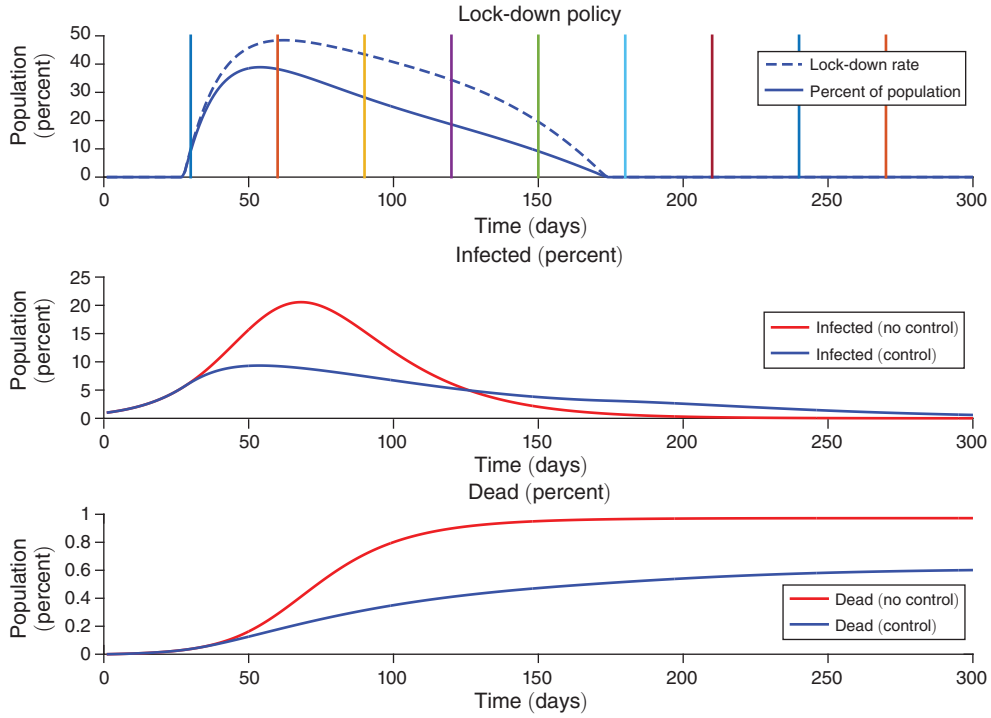 Lock-down policy
Population
(percent)
50
40
30
20
10
0
Lock-down rate
Percent of population
0
50
100
150
200
250
300
Time (days)
Infected (percent)
Population
(percent)
25
20
15
10
5
0
Infected (no control)
Infected (control)
0
50
100
150
200
250
300
Time (days)
Dead (percent)
Population
(percent)
1
0.8
0.6
0.4
0.2
0
Dead (no control)
Dead (control)
0
50
100
150
200
250
300
Time (days)